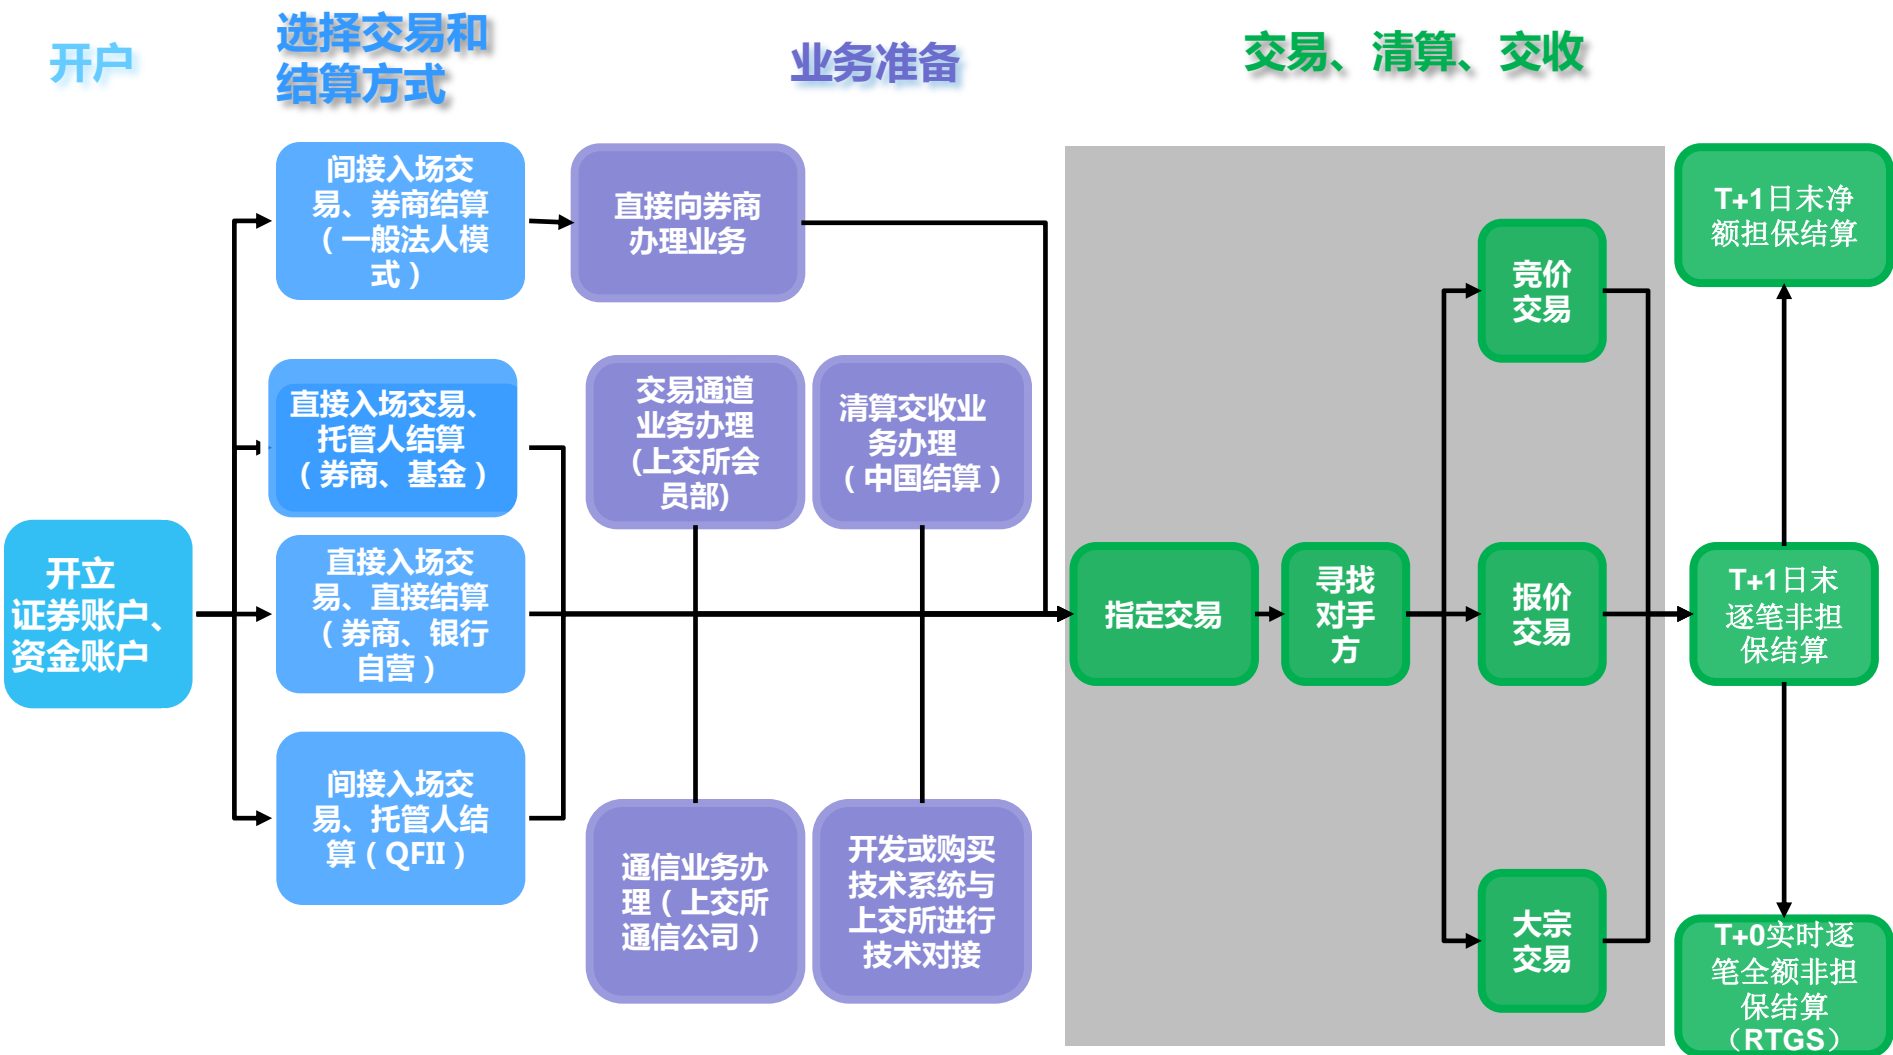 开户
选择交易和
结算方式
业务准备
交易、清算、交收
开立
证券账户、
资金账户
间接入场交
易、券商结算
（一般法人模
式）
直接入场交易、
托管人结算
（券商、基金）
直接入场交
易、直接结算
（券商、银行
自营）
间接入场交
易、托管人结
算（QFII）
直接向券商
办理业务
交易通道
业务办理
(上交所会
员部)
清算交收业
务办理
（中国结算）
通信业务办
理（上交所
通信公司）
开发或购买
技术系统与
上交所进行
技术对接
指定交易
寻找
对手
方
竞价
交易
报价
交易
大宗
交易
T+1日末净
额担保结算
T+1日末
逐笔非担
保结算
T+0实时逐
笔全额非担
保结算
（RTGS）